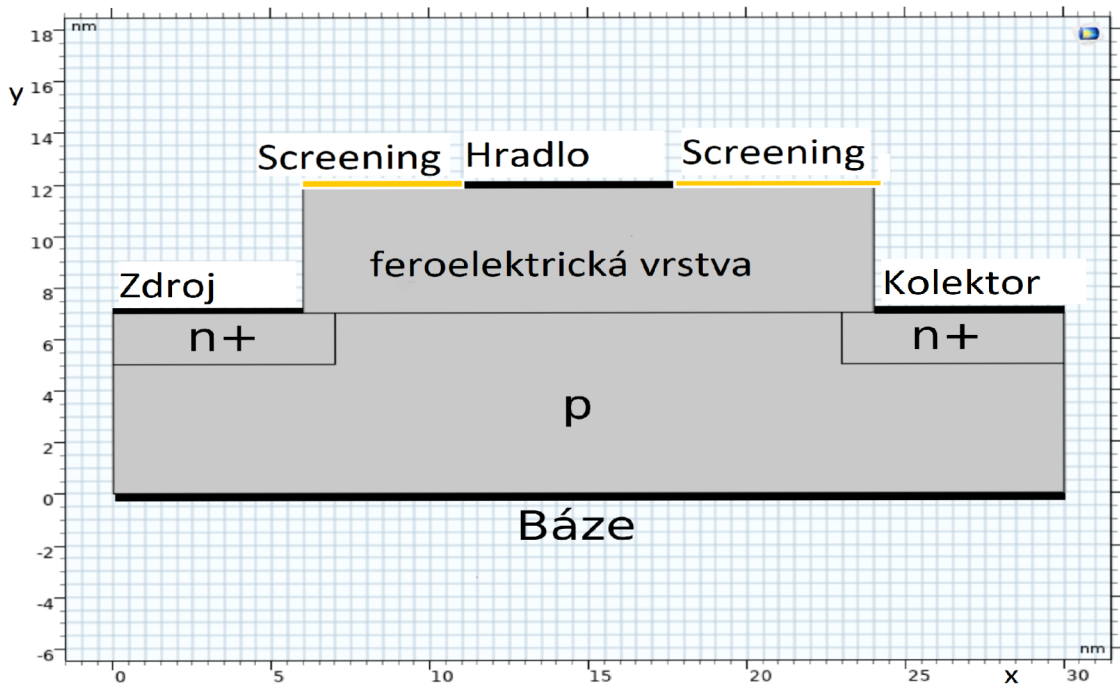 nm
18
y 16
14
Screening Hradlo Screening
12
10
feroelektrická vrstva
Zdroj Kolektor
8
n+ n+
6
4
p
2
0
Báze
-2
-4
-6
nm
0 5 10 15 20 25 x 30